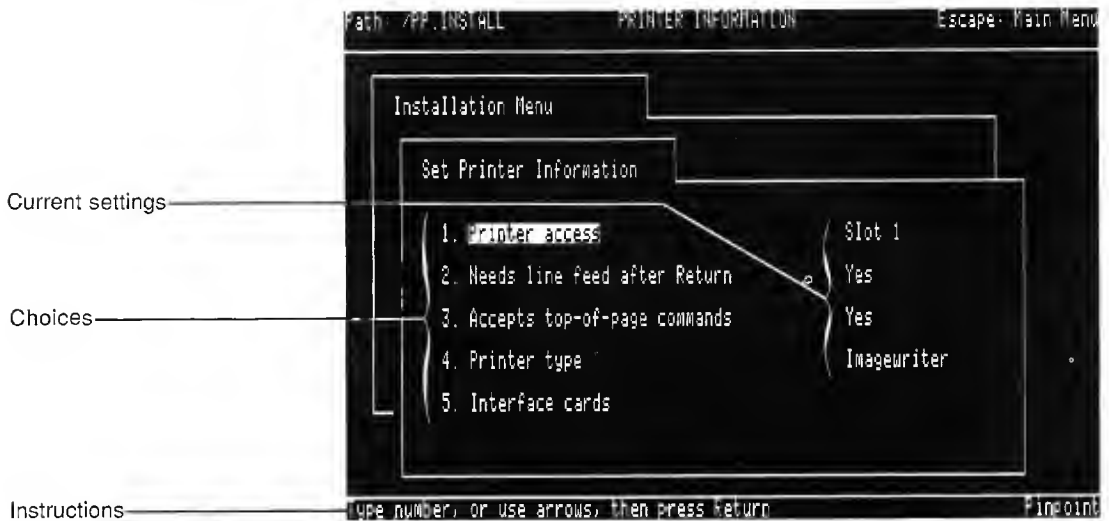 Path: /PP.INSTALL PRINTER INFORMATION Escape: Main Menu
Installation Menu
Set Printer Information
Current settings
1. Printer access Slot 1
2. Needs line feed after Return Yes
Choices
3. Accepts top-of-page commands Yes
4. Printer type Imagewriter
5. Interface cards
Instructions
Type number, or use arrows, then press Return Pinpoint